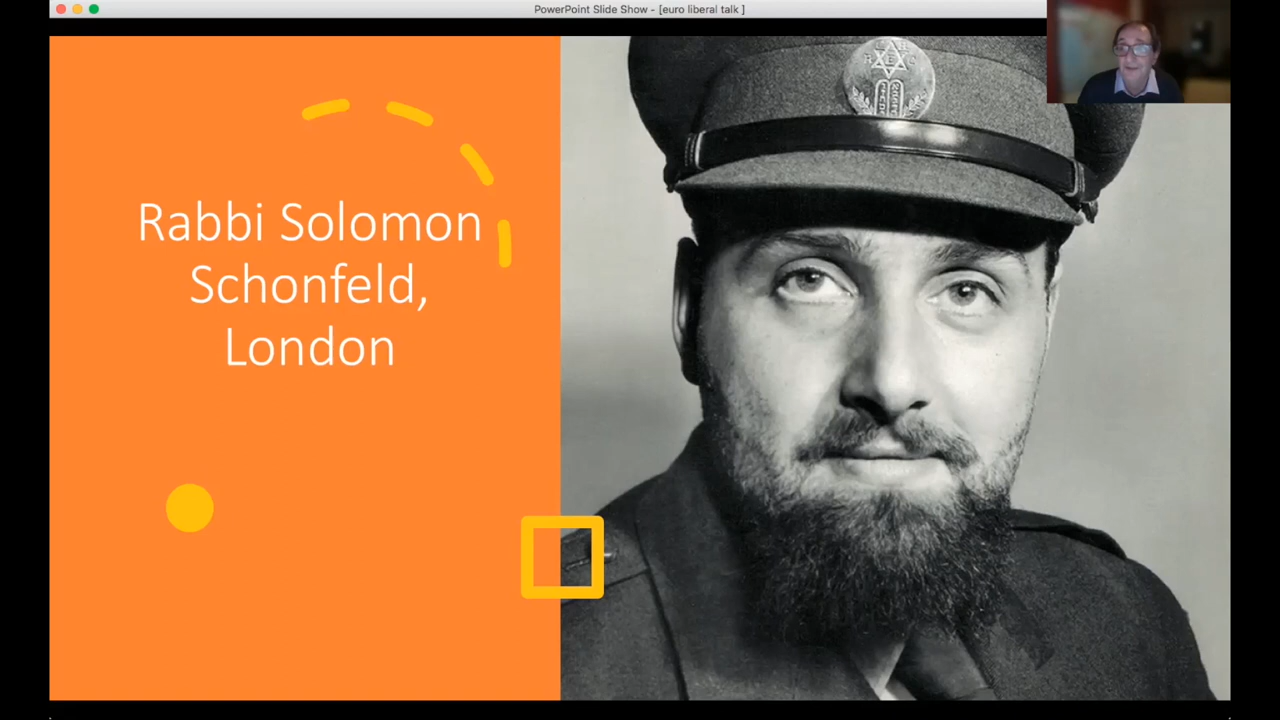 PowerPoint Slide Show - [euro liberal talk ]
Rabbi Solomon
Schonfeld,
London